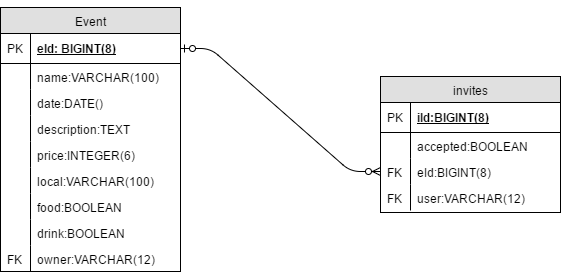 Event
PK eId: BIGINT(8)
name:VARCHAR(100)
date:DATE()
description:TEXT
price:INTEGER(6)
local:VARCHAR(100)
food:BOOLEAN
drink:BOOLEAN
FK owner:VARCHAR(12)
invites
PK iId:BIGINT(8)
accepted:BOOLEAN
FK eId:BIGINT(8)
FK user:VARCHAR(12)